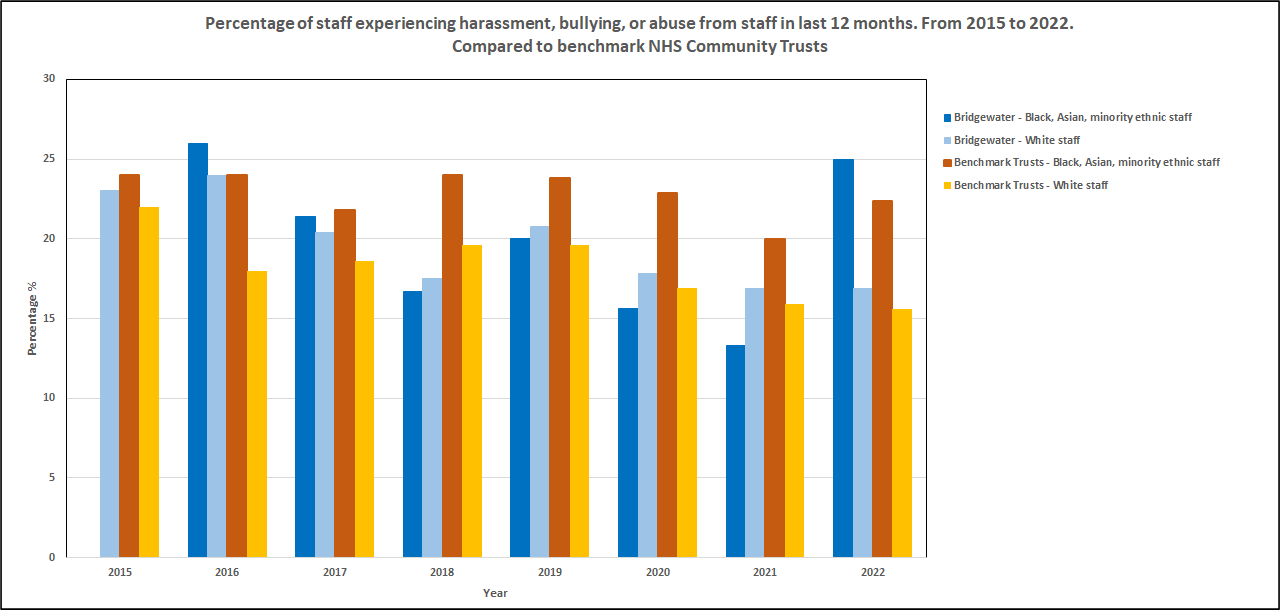 Percentage of staff experiencing harassment, bullying, or abuse from staff in last 12 months. From 2015 to 2022.
Compared to benchmark NHS Community Trusts
30
25
20
15
10
5
0
Percentage %
2015 2016 2017 2018 2019 2020 2021 2022
Year
Bridgewater - Black, Asian, minority ethnic staff
Bridgewater - White staff
Benchmark Trusts - Black, Asian, minority ethnic staff
Benchmark Trusts - White staff